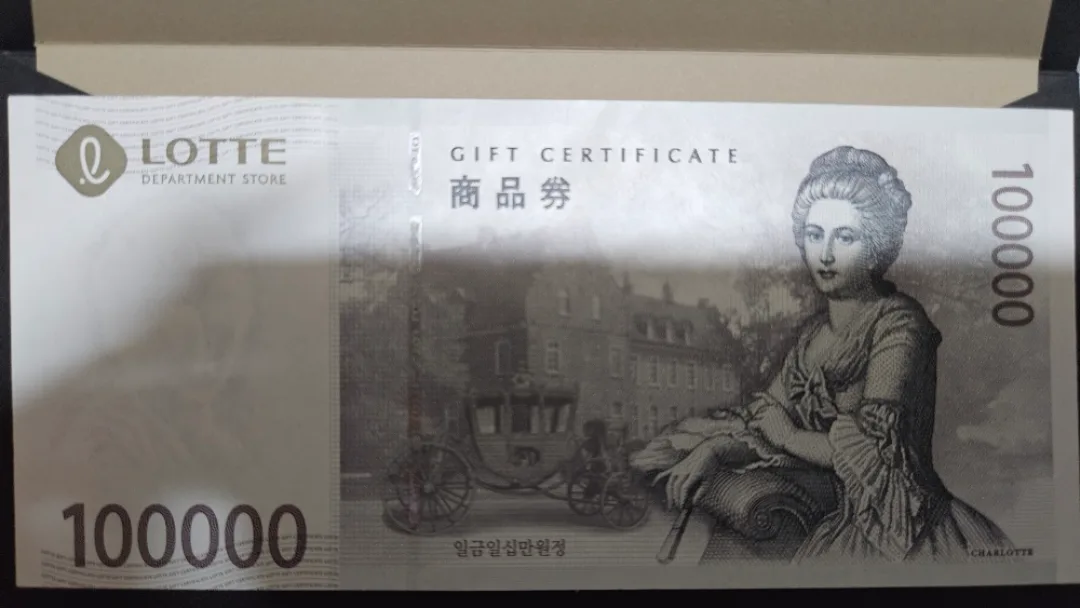 LOTTE
DEPARTMENT STORE
GIFT CERTIFICATE
商品券
100000
100000
일금일십만원정
CHARLOTTE